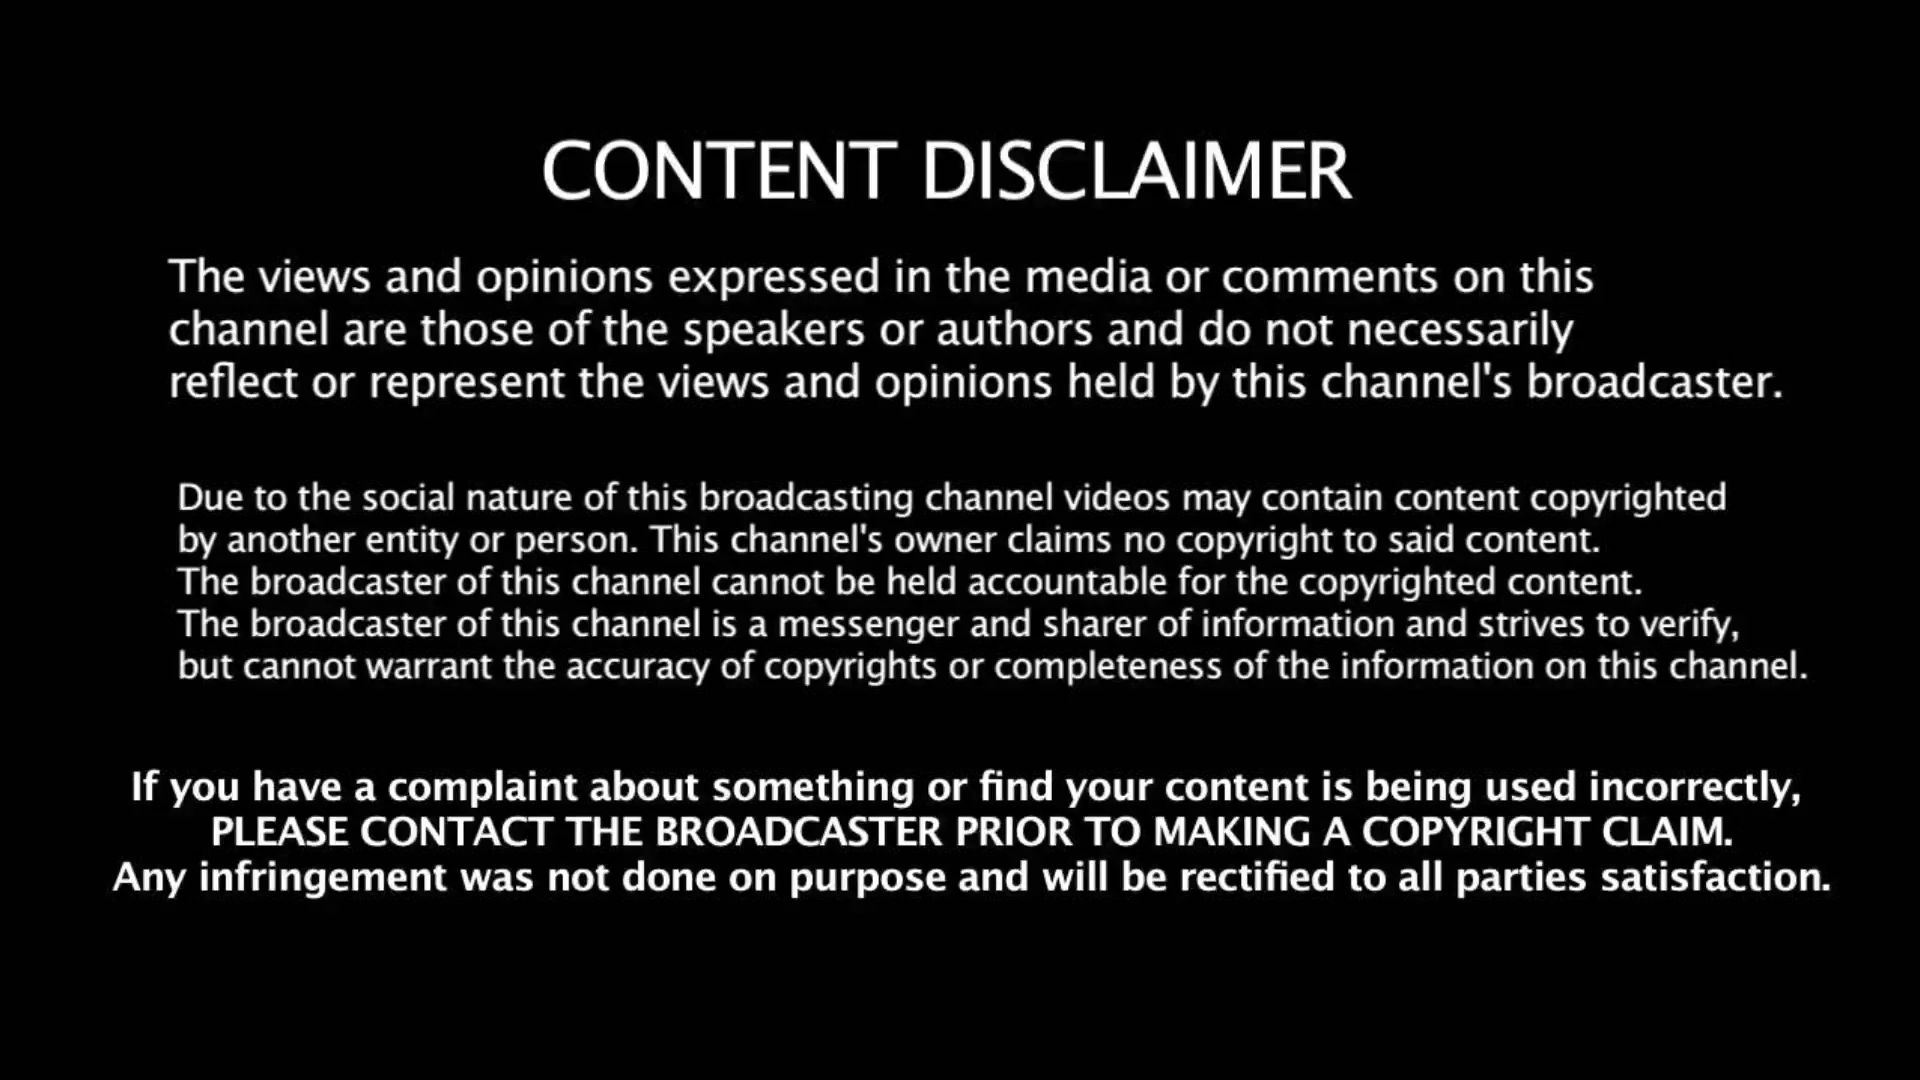 CONTENT DISCLAIMER
The views and opinions expressed in the media or comments on this
channel are those of the speakers or authors and do not necessarily
reflect or represent the views and opinions held by this channel's broadcaster.
Due to the social nature of this broadcasting channel videos may contain content copyrighted
by another entity or person. This channel's owner claims no copyright to said content.
The broadcaster of this channel cannot be held accountable for the copyrighted content.
The broadcaster of this channel is a messenger and sharer of information and strives to verify,
but cannot warrant the accuracy of copyrights or completeness of the information on this channel.
If you have a complaint about something or find your content is being used incorrectly,
PLEASE CONTACT THE BROADCASTER PRIOR TO MAKING A COPYRIGHT CLAIM.
Any infringement was not done on purpose and will be rectified to all parties satisfaction.